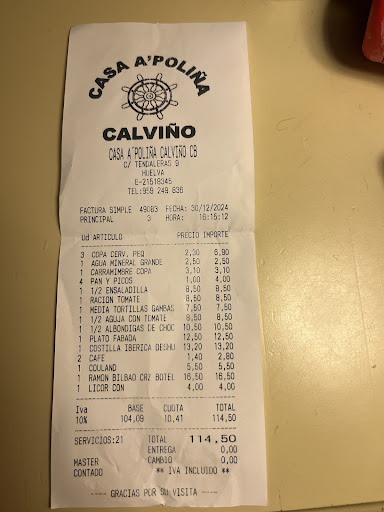 CASA A'POLIÑA
CALVIÑO
CASA A'POLIÑA CALVIÑO CB
C/ TENDALERAS 9
HUELVA
E-21518345
TEL:959 249 836
FACTURA SIMPLE 49083 FECHA: 30/12/2024
PRINCIPAL 3 HORA: 16:15:12
Ud ARTICULO PRECIO IMPORTE
3 COPA CERV. PEQ 2,30 6,90
1 AGUA MINERAL GRANDE 2,50 2,50
1 CARRAMIMBRE COPA 3,10 3,10
4 PAN Y PICOS 1,00 4,00
1 1/2 ENSALADILLA 8,50 8,50
1 RACION TOMATE 8,50 8,50
1 MEDIA TORTILLAS GAMBAS 7,50 7,50
1 1/2 AGUJA CON TOMATE 8,50 8,50
1 1/2 ALBONDIGAS DE CHOC 10,50 10,50
1 PLATO FABADA 12,50 12,50
1 COSTILLA IBERICA DESHU 13,20 13,20
2 CAFE 1,40 2,80
1 COULAND 5,50 5,50
1 RAMON BILBAO CRZ BOTEL 16,50 16,50
1 LICOR CON 4,00 4,00
Iva BASE CUOTA TOTAL
10% 104,09 10,41 114,50
SERVICIOS:21 TOTAL 114,50
ENTREGA 0,00
MASTER CAMBIO 0,00
CONTADO ** IVA INCLUIDO **
----- GRACIAS POR SU VISITA -----